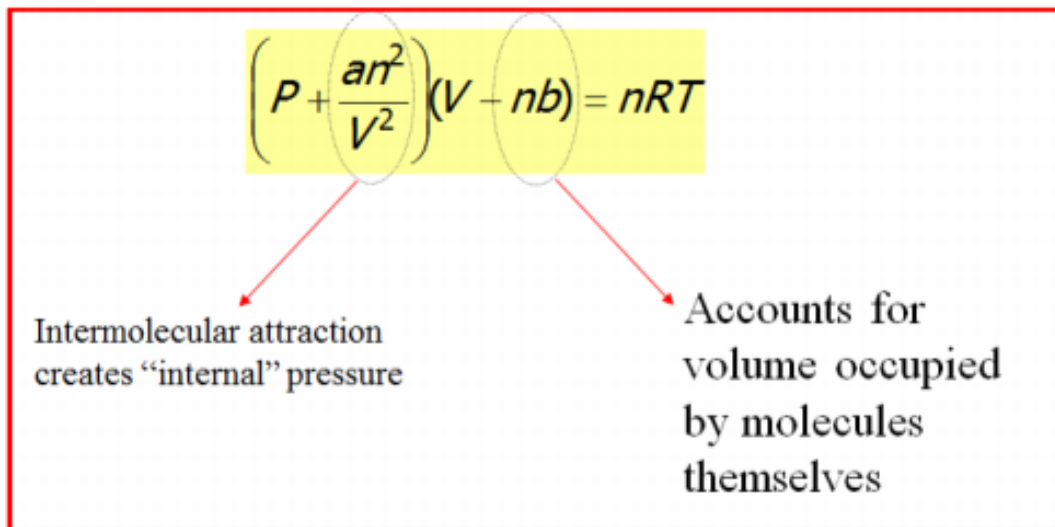 (P + an²/V²)(V − nb) = nRT
Intermolecular attraction
creates “internal” pressure
Accounts for
volume occupied
by molecules
themselves